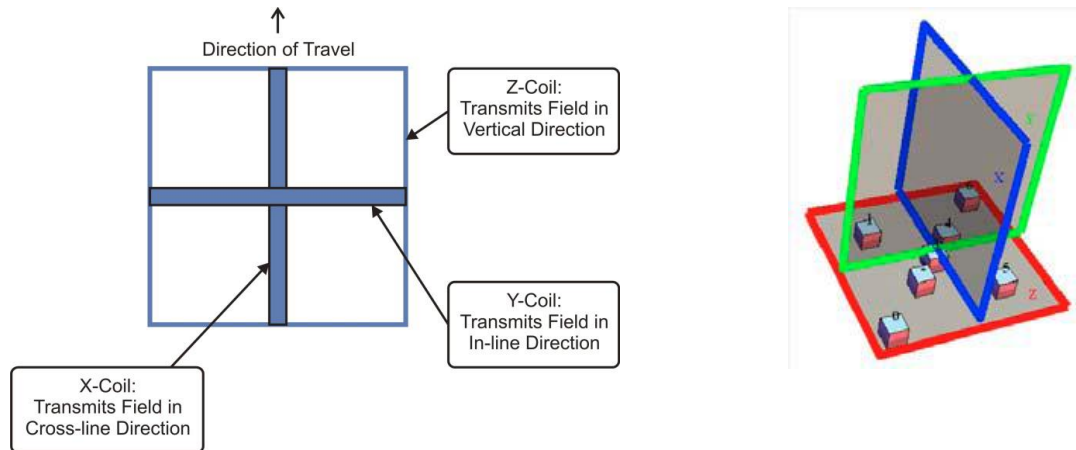 Direction of Travel
Z-Coil:
Transmits Field in
Vertical Direction
Y-Coil:
Transmits Field in
In-line Direction
X-Coil:
Transmits Field in
Cross-line Direction
Y
X
Z